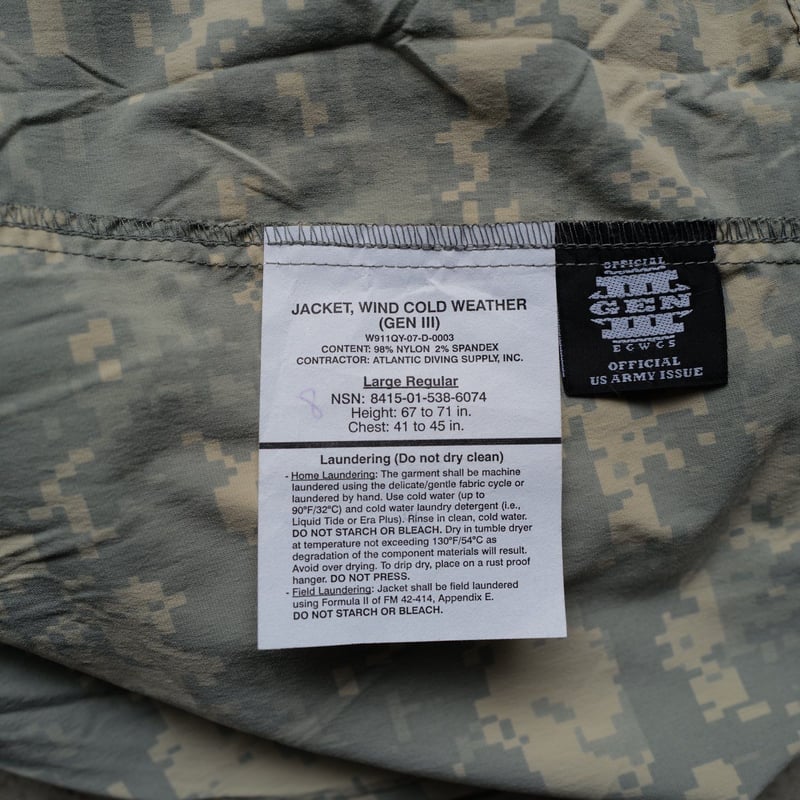 JACKET, WIND COLD WEATHER
(GEN III)
W911QY-07-D-0003
CONTENT: 98% NYLON 2% SPANDEX
CONTRACTOR: ATLANTIC DIVING SUPPLY, INC.
Large Regular
8
NSN: 8415-01-538-6074
Height: 67 to 71 in.
Chest: 41 to 45 in.
Laundering (Do not dry clean)
- Home Laundering: The garment shall be machine
laundered using the delicate/gentle fabric cycle or
laundered by hand. Use cold water (up to
90°F/32°C) and cold water laundry detergent (i.e.,
Liquid Tide or Era Plus). Rinse in clean, cold water.
DO NOT STARCH OR BLEACH. Dry in tumble dryer
at temperature not exceeding 130°F/54°C as
degradation of the component materials will result.
Avoid over drying. To drip dry, place on a rust proof
hanger. DO NOT PRESS.
- Field Laundering: Jacket shall be field laundered
using Formula II of FM 42-414, Appendix E.
DO NOT STARCH OR BLEACH.
OFFICIAL
III
GEN
III
ECWCS
OFFICIAL
US ARMY ISSUE